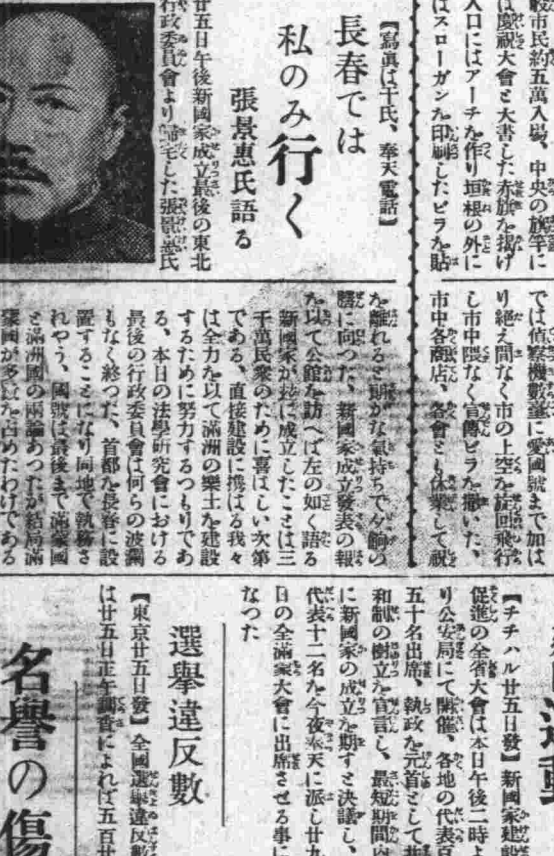 般市民約五萬入場、中央の旗竿に
は慶祝大會と大書した赤旗を揭げ
入口にはアーチを作り垣根の外に
はスローガンを印刷したビラを貼
では偵察機數臺に愛國號まで加は
り絶え間なく市の上空を旋回飛行
し市中隈なく宣傳ビラを撒いた、
市中各商店、各會とも休業して祝
【寫眞は干氏、奉天電話】
長春では
私のみ行く
張景惠氏語る
廿五日午後新國家成立最後の東北
行政委員會より歸宅した張景惠氏
を離れると朗かな氣持ちで夕餉の
膳に向つた、新國家成立發表の報
を以て公館を訪へば左の如く語る
新國家が玆に成立したことは三
千萬民衆のために喜ばしい次第
である、直接建設に携はる我々
は全力を以て滿洲の樂土を建設
するために努力するつもりであ
る、本日の法學硏究會における
最後の行政委員會は何らの波瀾
もなく終つた、首都を長春に設
置することになり同地で執務さ
れやう、國號は最後まで滿蒙國
と滿洲國の兩論あつたが結局滿
蒙國が多數を占めたわけである
【チチハル廿五日發】新國家建設
促進の全省大會は本日午後二時よ
り公安局にて開催、各地の代表百
五十名出席、執政を元首として共
和制の樹立を宣言し、最短期間內
に新國家の成立を期すと決議し、
代表十二名を今夜奉天に派し廿九
日の全滿大會に出席させる事に
なつた
選擧違反數
【東京廿五日發】全國選擧違反數
は廿五日正午調査によれば五百廿
名譽の傷